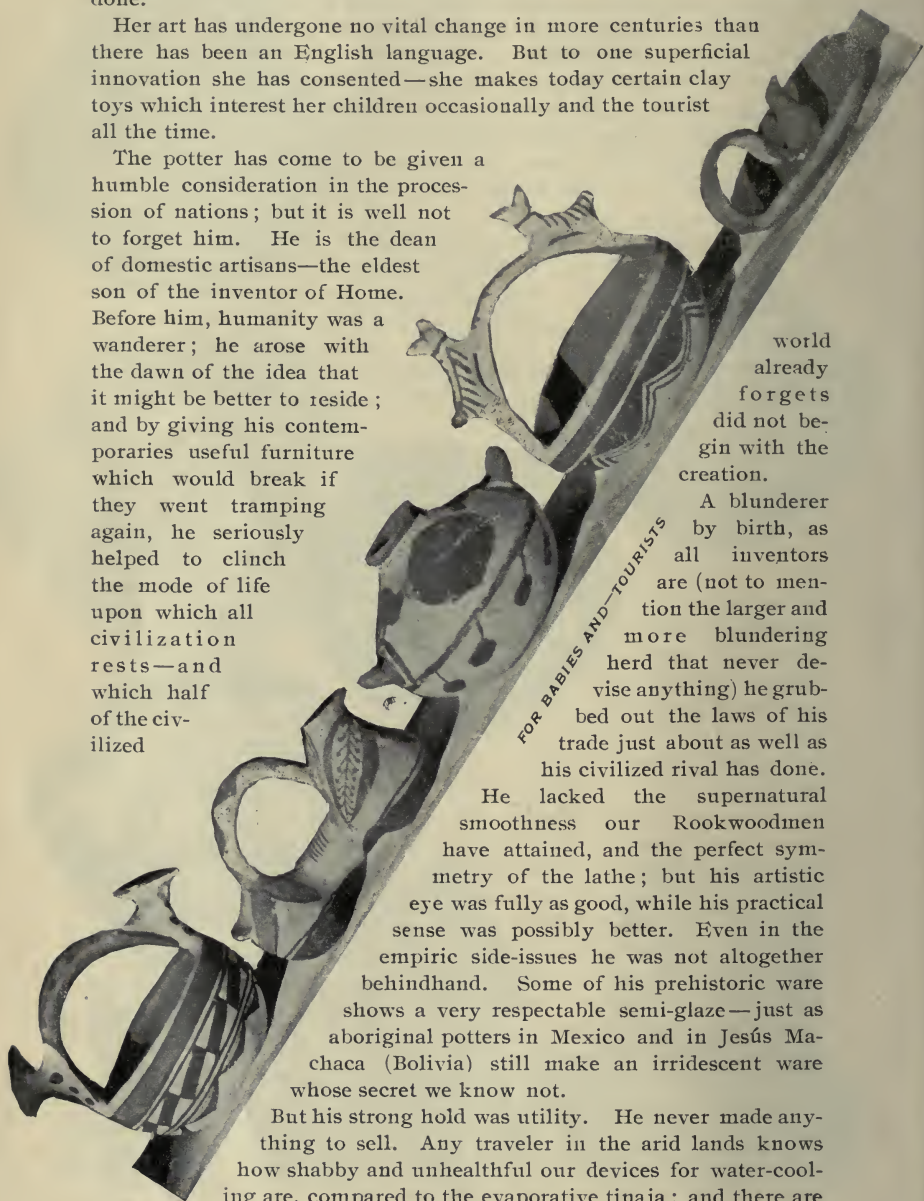 done.
Her art has undergone no vital change in more centuries than
there has been an English language. But to one superficial
innovation she has consented—she makes today certain clay
toys which interest her children occasionally and the tourist
all the time.
The potter has come to be given a
humble consideration in the proces-
sion of nations; but it is well not
to forget him. He is the dean
of domestic artisans—the eldest
son of the inventor of Home.
Before him, humanity was a
wanderer; he arose with
the dawn of the idea that
it might be better to reside;
and by giving his contem-
poraries useful furniture
which would break if
they went tramping
again, he seriously
helped to clinch
the mode of life
upon which all
civilization
rests—and
which half
of the civ-
ilized
world
already
forgets
did not be-
gin with the
creation.
A blunderer
by birth, as
all inventors
are (not to men-
tion the larger and
more blundering
herd that never de-
vise anything) he grub-
bed out the laws of his
trade just about as well as
his civilized rival has done.
He lacked the supernatural
smoothness our Rookwoodmen
have attained, and the perfect sym-
metry of the lathe; but his artistic
eye was fully as good, while his practical
sense was possibly better. Even in the
empiric side-issues he was not altogether
behindhand. Some of his prehistoric ware
shows a very respectable semi-glaze—just as
aboriginal potters in Mexico and in Jesús Ma-
chaca (Bolivia) still make an irridescent ware
whose secret we know not.
But his strong hold was utility. He never made any-
thing to sell. Any traveler in the arid lands knows
how shabby and unhealthful our devices for water-cool-
ing are, compared to the evaporative tinaja; and there are
FOR BABIES AND—TOURISTS